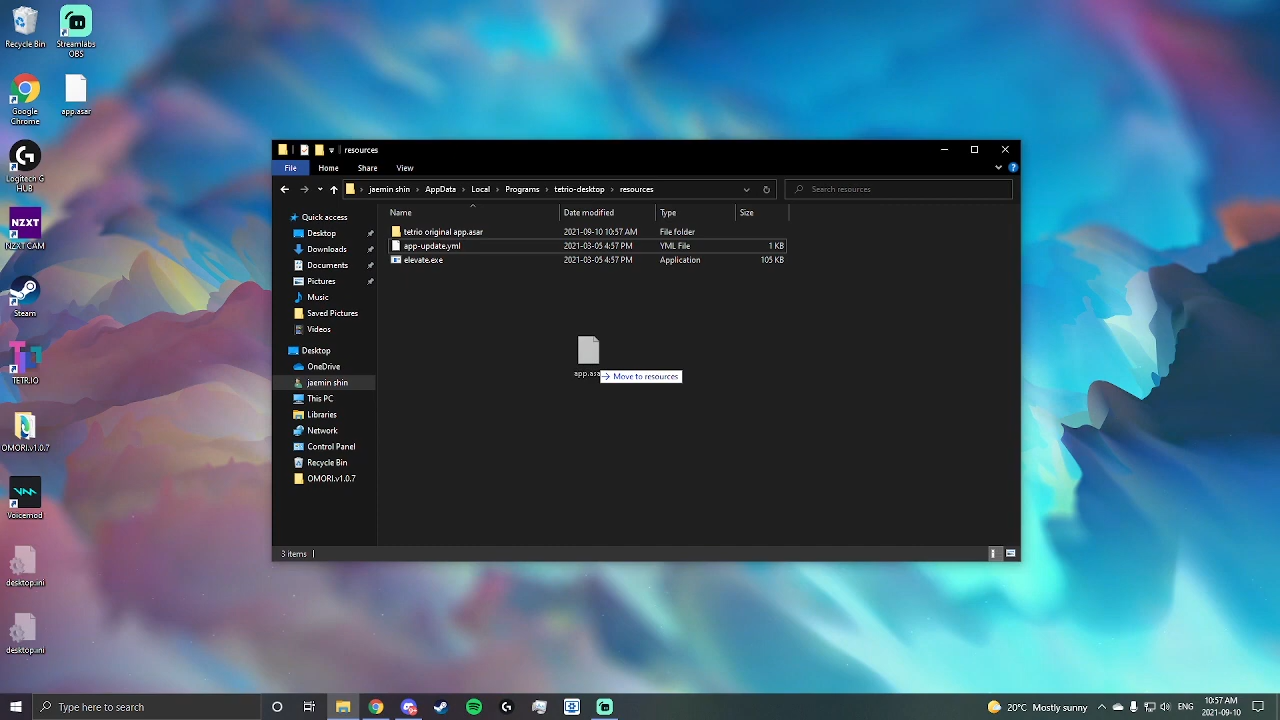 Recycle Bin
Streamlabs
OBS
Google
Chrome
app.asar
Logitech G
HUB
NZXT
NZXT CAM
Steam
TETR.IO
OMORI.v1.0.7
Voicemod
desktop.ini
desktop.ini
resources
File
Home
Share
View
jaemin shin > AppData > Local > Programs > tetrio-desktop > resources
Search resources
Quick access
Desktop
Downloads
Documents
Pictures
Music
Saved Pictures
Videos
Desktop
OneDrive
jaemin shin
This PC
Libraries
Network
Control Panel
Recycle Bin
OMORI.v1.0.7
Name Date modified Type Size
tetrio original app.asar 2021-09-10 10:57 AM File folder
app-update.yml 2021-03-05 4:57 PM YML File 1 KB
elevate.exe 2021-03-05 4:57 PM Application 105 KB
app.asa
Move to resources
3 items
Type here to search
20°C Mostly sunny
ENG
10:57 AM
2021-09-10